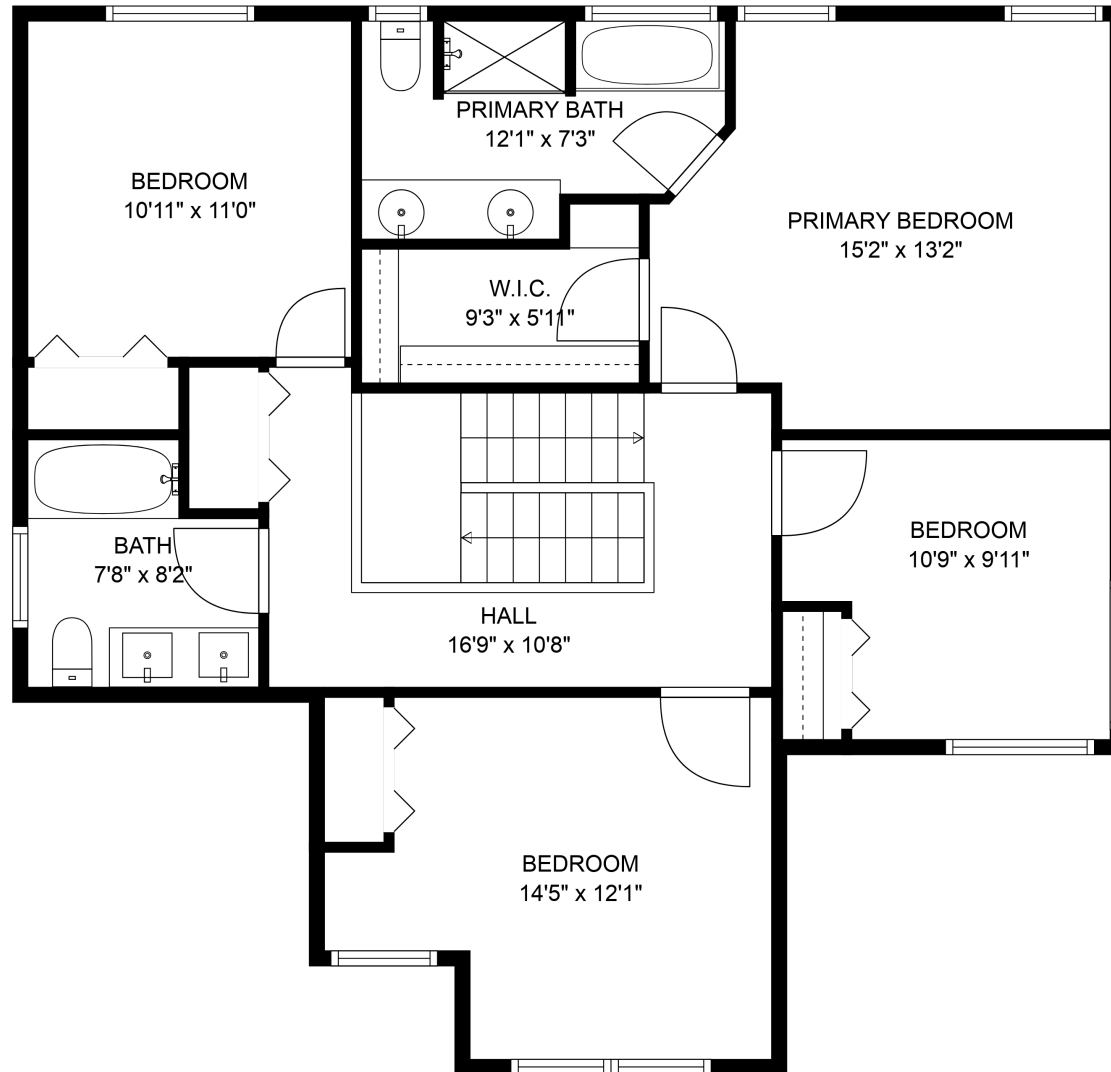 PRIMARY BATH
12'1" x 7'3"
BEDROOM
10'11" x 11'0"
PRIMARY BEDROOM
15'2" x 13'2"
W.I.C.
9'3" x 5'11"
BEDROOM
10'9" x 9'11"
BATH
7'8" x 8'2"
HALL
16'9" x 10'8"
BEDROOM
14'5" x 12'1"